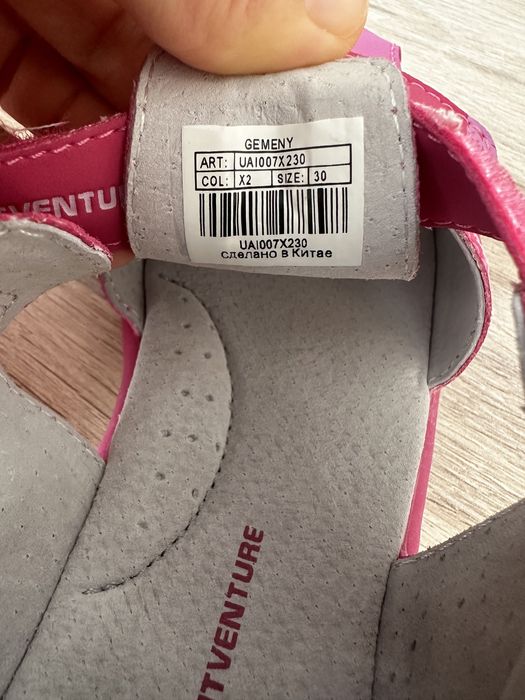 GEMENY
ART: UAI007X230
COL: X2 SIZE: 30
UAI007X230
сделано в Китае